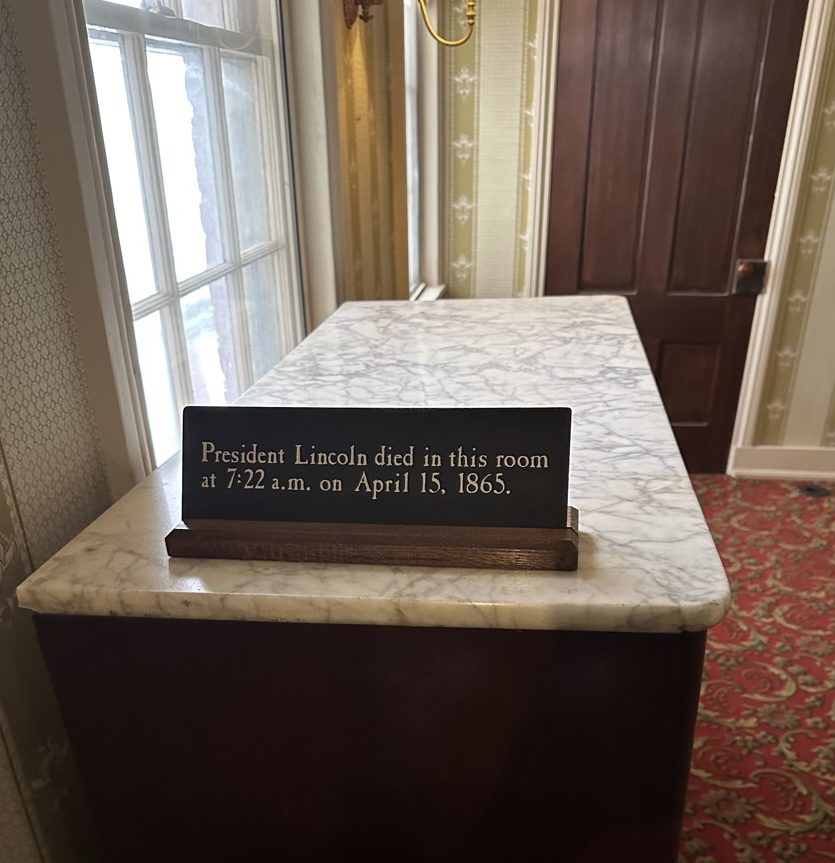 President Lincoln died in this room
at 7:22 a.m. on April 15, 1865.